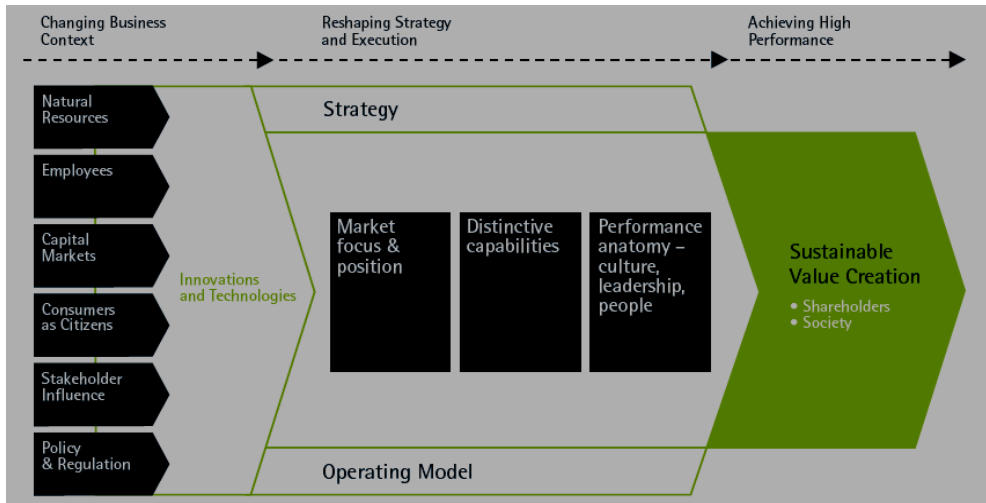 Changing Business
Context
Reshaping Strategy
and Execution
Achieving High
Performance
Natural
Resources
Employees
Capital
Markets
Consumers
as Citizens
Stakeholder
Influence
Policy
& Regulation
Innovations
and Technologies
Strategy
Market
focus &
position
Distinctive
capabilities
Performance
anatomy –
culture,
leadership,
people
Operating Model
Sustainable
Value Creation
• Shareholders
• Society